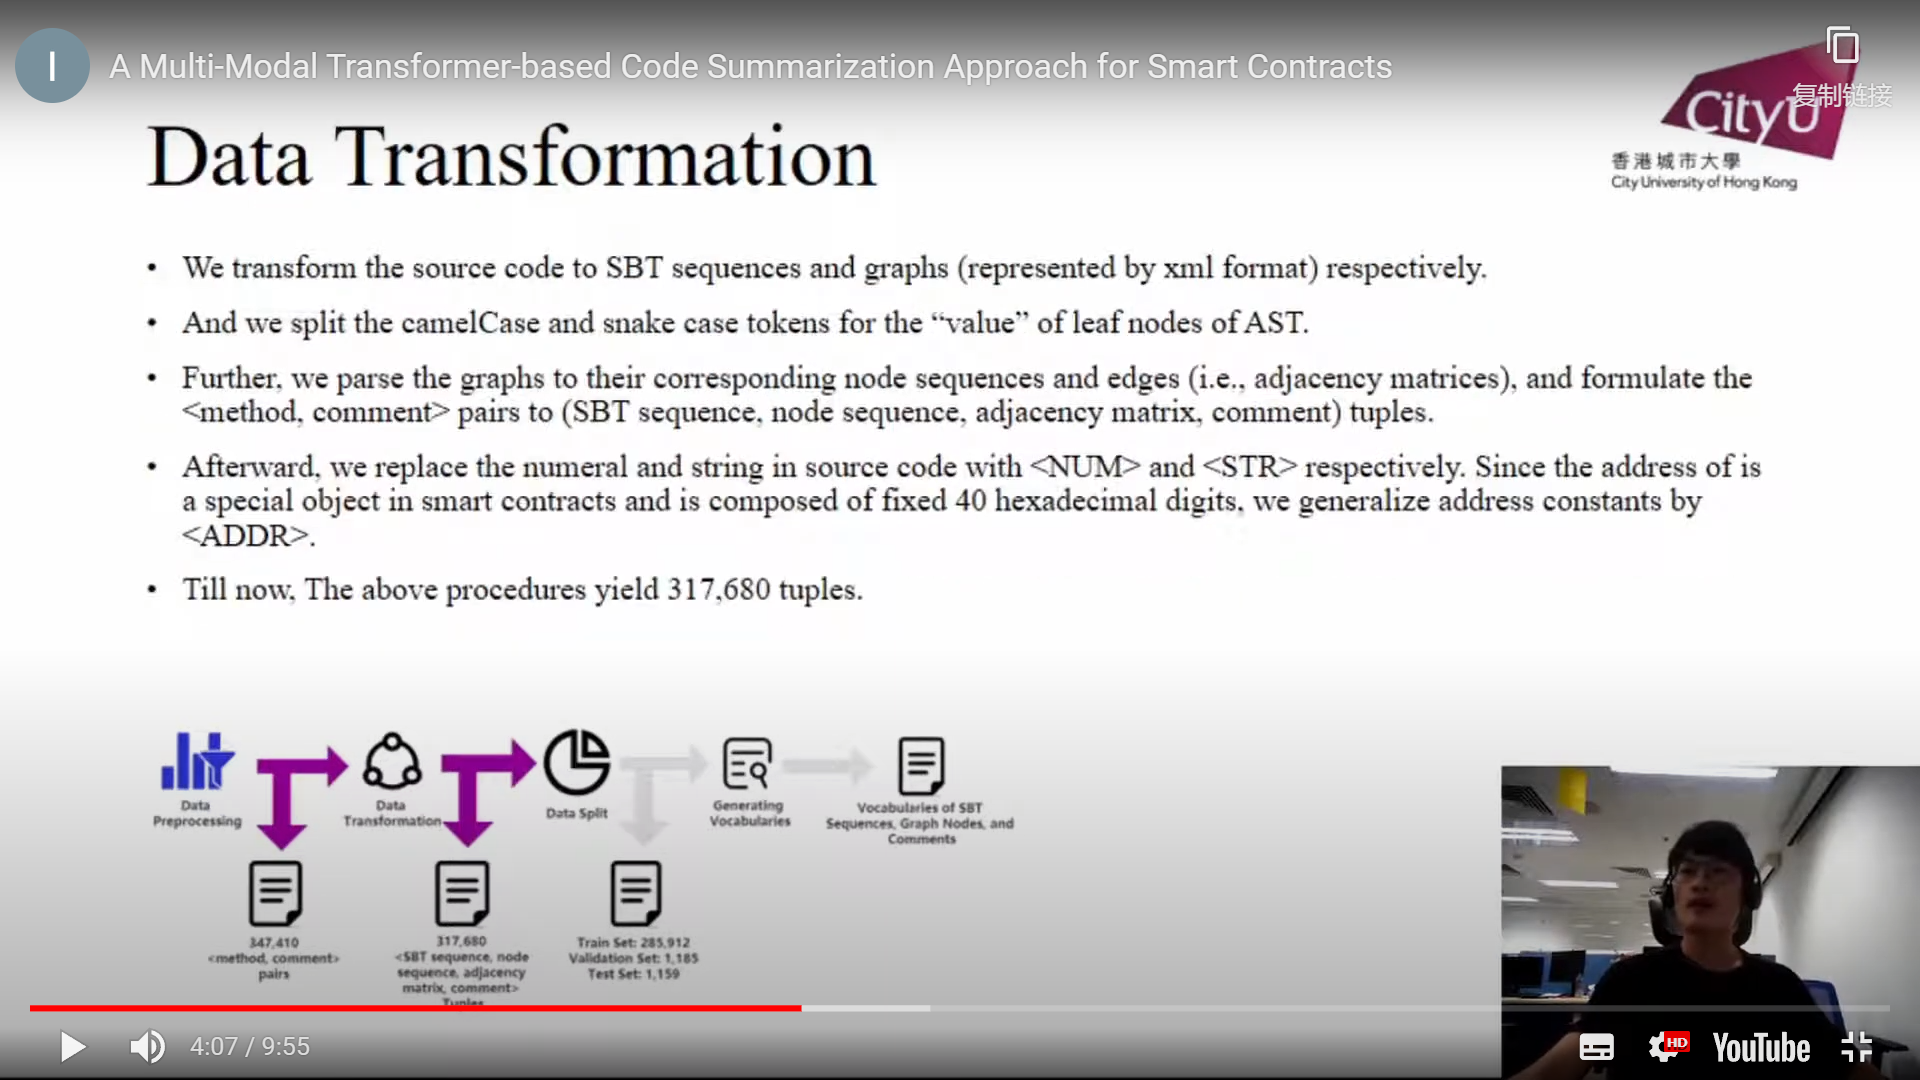 I
A Multi-Modal Transformer-based Code Summarization Approach for Smart Contracts
复制链接
CityU
香港城市大學
City University of Hong Kong
Data Transformation
• We transform the source code to SBT sequences and graphs (represented by xml format) respectively.
• And we split the camelCase and snake case tokens for the “value” of leaf nodes of AST.
• Further, we parse the graphs to their corresponding node sequences and edges (i.e., adjacency matrices), and formulate the
<method, comment> pairs to (SBT sequence, node sequence, adjacency matrix, comment) tuples.
• Afterward, we replace the numeral and string in source code with <NUM> and <STR> respectively. Since the address of is
a special object in smart contracts and is composed of fixed 40 hexadecimal digits, we generalize address constants by
<ADDR>.
• Till now, The above procedures yield 317,680 tuples.
Data
Preprocessing
Data
Transformation
Data Split
Generating
Vocabularies
Vocabularies of SBT
Sequences, Graph Nodes, and
Comments
347,410
<method, comment>
pairs
317,680
<SBT sequence, node
sequence, adjacency
matrix, comment>
Tuples
Train Set: 285,912
Validation Set: 1,185
Test Set: 1,159
4:07 / 9:55
HD
YouTube